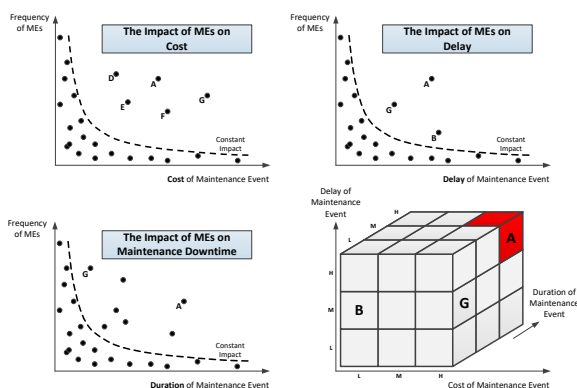 Frequency
of MEs
The Impact of MEs on
Cost
D
A
E
G
F
Constant
Impact
Cost of Maintenance Event
Frequency
of MEs
The Impact of MEs on
Delay
A
G
B
Constant
Impact
Delay of Maintenance Event
Frequency
of MEs
The Impact of MEs on
Maintenance Downtime
G
A
Constant
Impact
Duration of Maintenance Event
Delay of
Maintenance
Event
H
M
L
H
M
L
A
B
G
Duration of
Maintenance
Event
L
M
H
Cost of Maintenance Event